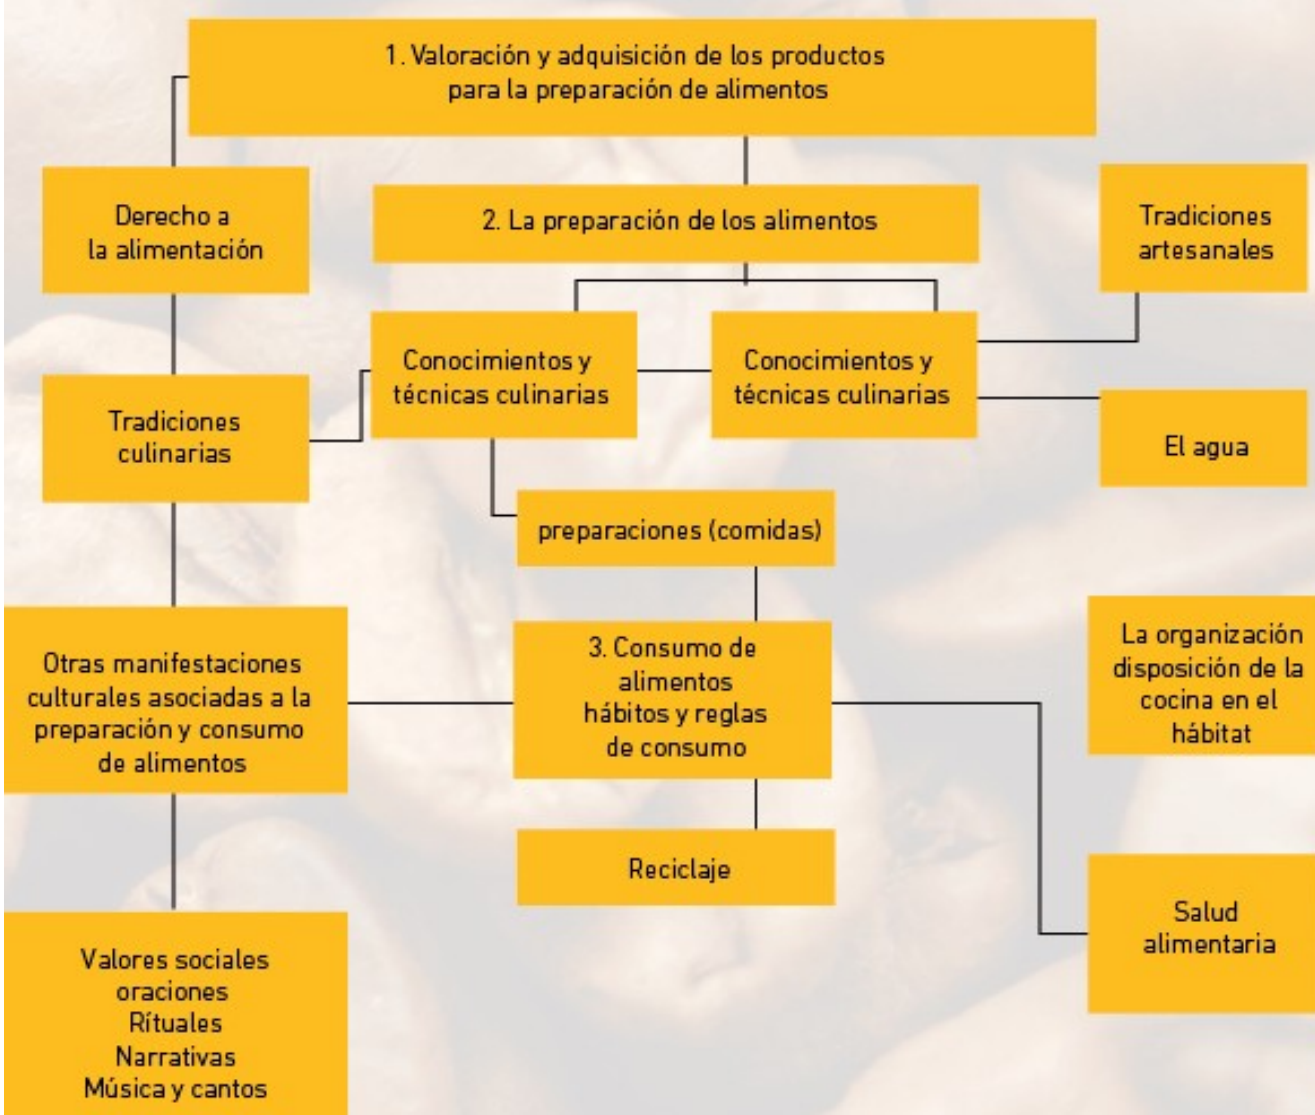 1. Valoración y adquisición de los productos
para la preparación de alimentos
Derecho a
la alimentación
2. La preparación de los alimentos
Tradiciones
artesanales
Conocimientos y
técnicas culinarias
Conocimientos y
técnicas culinarias
Tradiciones
culinarias
El agua
preparaciones (comidas)
Otras manifestaciones
culturales asociadas a la
preparación y consumo
de alimentos
3. Consumo de
alimentos
hábitos y reglas
de consumo
La organización
disposición de la
cocina en el
hábitat
Reciclaje
Salud
alimentaria
Valores sociales
oraciones
Rítuales
Narrativas
Música y cantos